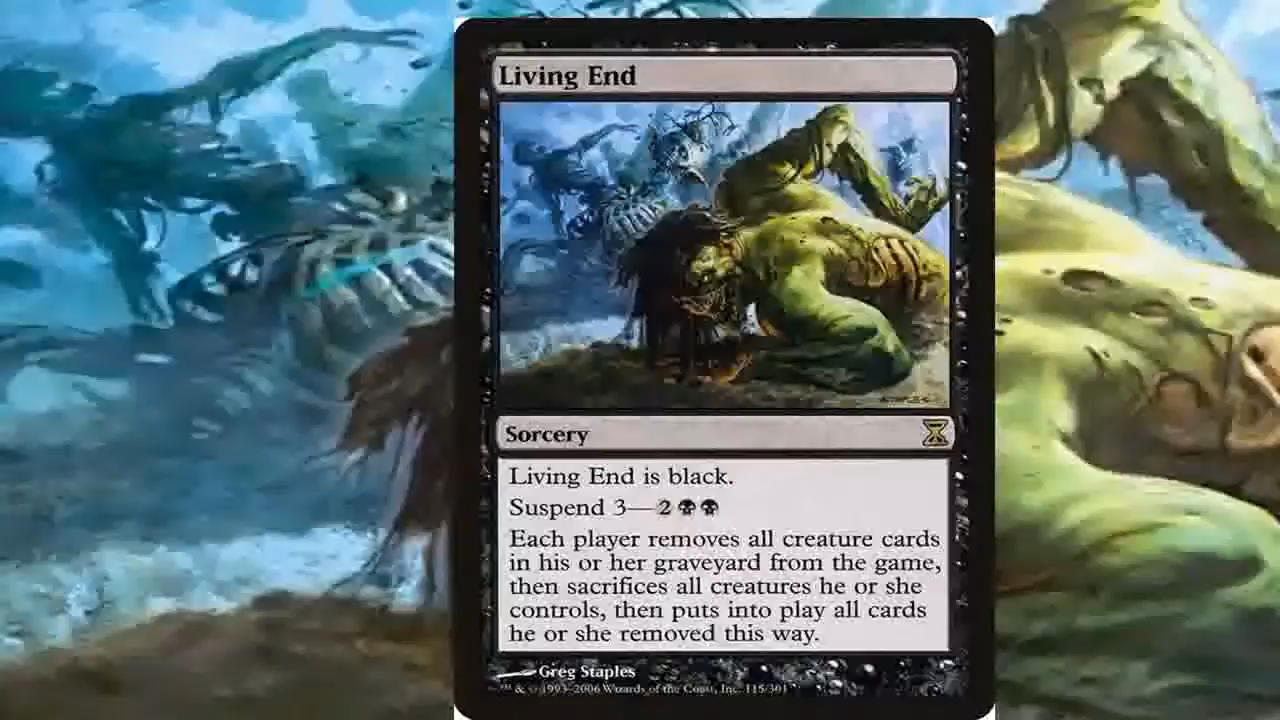 Living End
Sorcery
Living End is black.
Suspend 3—2
Each player removes all creature cards
in his or her graveyard from the game,
then sacrifices all creatures he or she
controls, then puts into play all cards
he or she removed this way.
Greg Staples
™ & © 1993–2006 Wizards of the Coast, Inc. 115/301